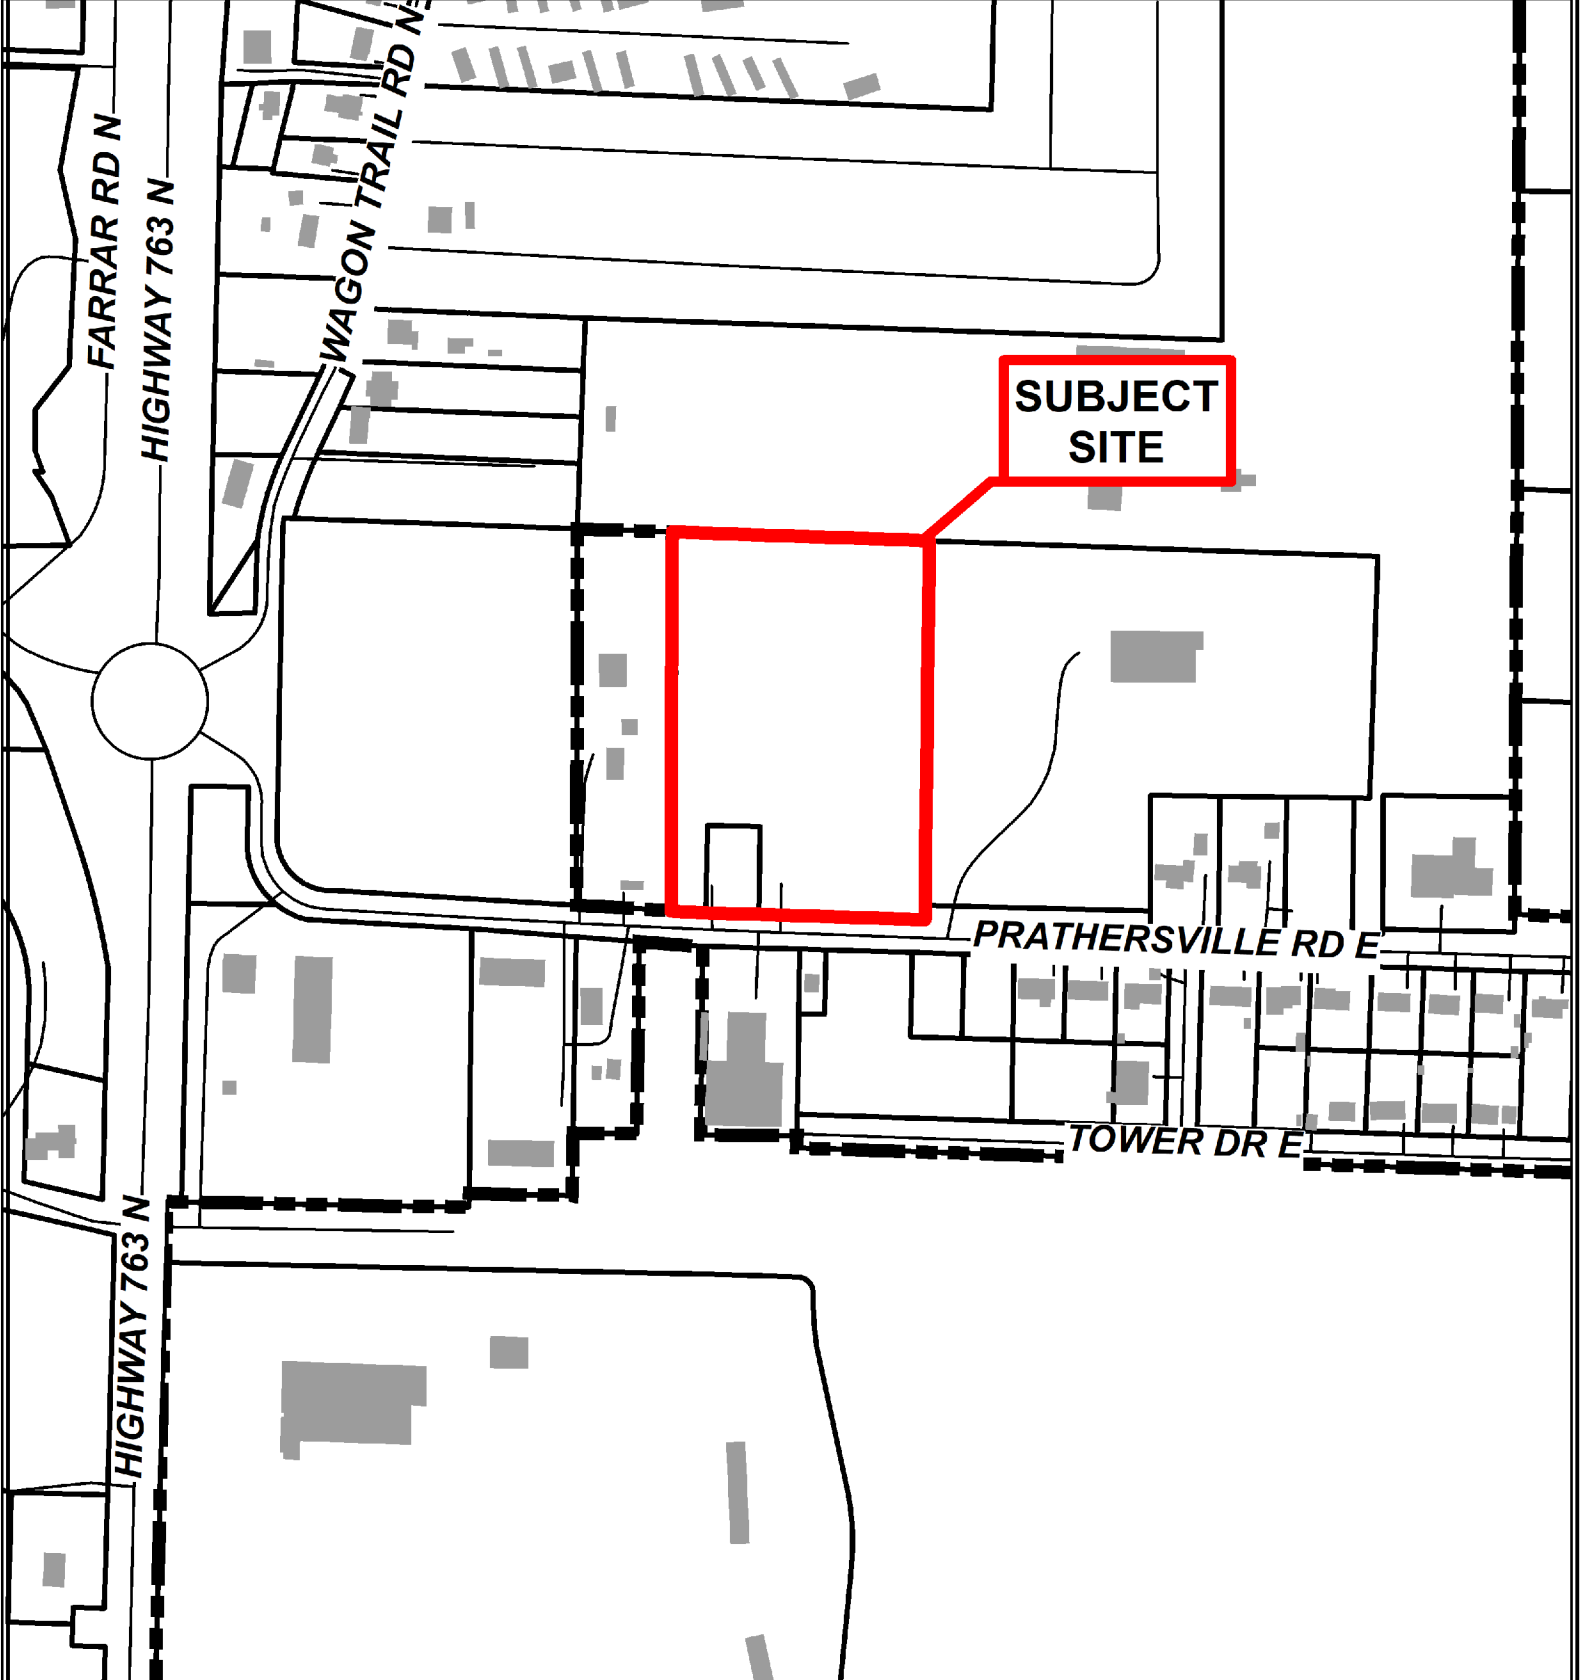 WAGON TRAIL RD N
FARRAR RD N
HIGHWAY 763 N
SUBJECT
SITE
PRATHERSVILLE RD E
TOWER DR E
HIGHWAY 763 N